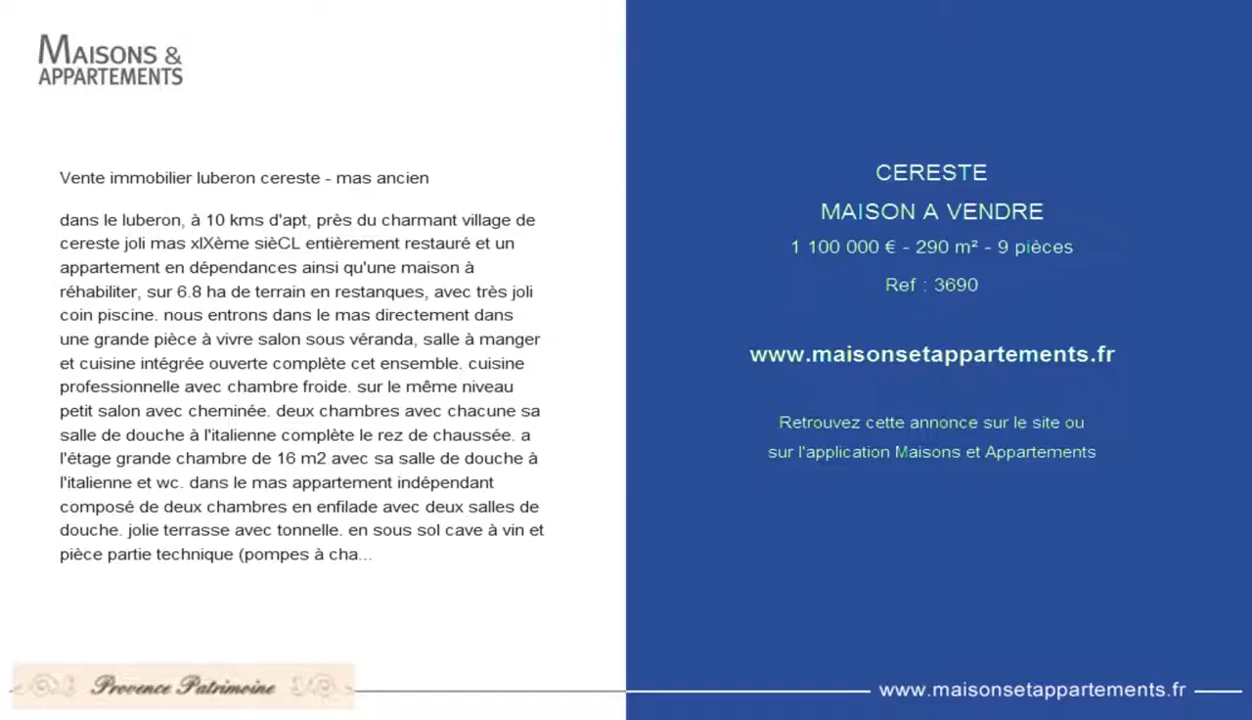 MAISONS &
APPARTEMENTS
Vente immobilier luberon cereste - mas ancien
dans le luberon, à 10 kms d'apt, près du charmant village de
cereste joli mas xIXème sièCL entièrement restauré et un
appartement en dépendances ainsi qu'une maison à
réhabiliter, sur 6.8 ha de terrain en restanques, avec très joli
coin piscine. nous entrons dans le mas directement dans
une grande pièce à vivre salon sous véranda, salle à manger
et cuisine intégrée ouverte complète cet ensemble. cuisine
professionnelle avec chambre froide. sur le même niveau
petit salon avec cheminée. deux chambres avec chacune sa
salle de douche à l'italienne complète le rez de chaussée. a
l'étage grande chambre de 16 m2 avec sa salle de douche à
l'italienne et wc. dans le mas appartement indépendant
composé de deux chambres en enfilade avec deux salles de
douche. jolie terrasse avec tonnelle. en sous sol cave à vin et
pièce partie technique (pompes à cha...
Provence Patrimoine
CERESTE
MAISON A VENDRE
1 100 000 € - 290 m² - 9 pièces
Ref : 3690
www.maisonsetappartements.fr
Retrouvez cette annonce sur le site ou
sur l'application Maisons et Appartements
www.maisonsetappartements.fr